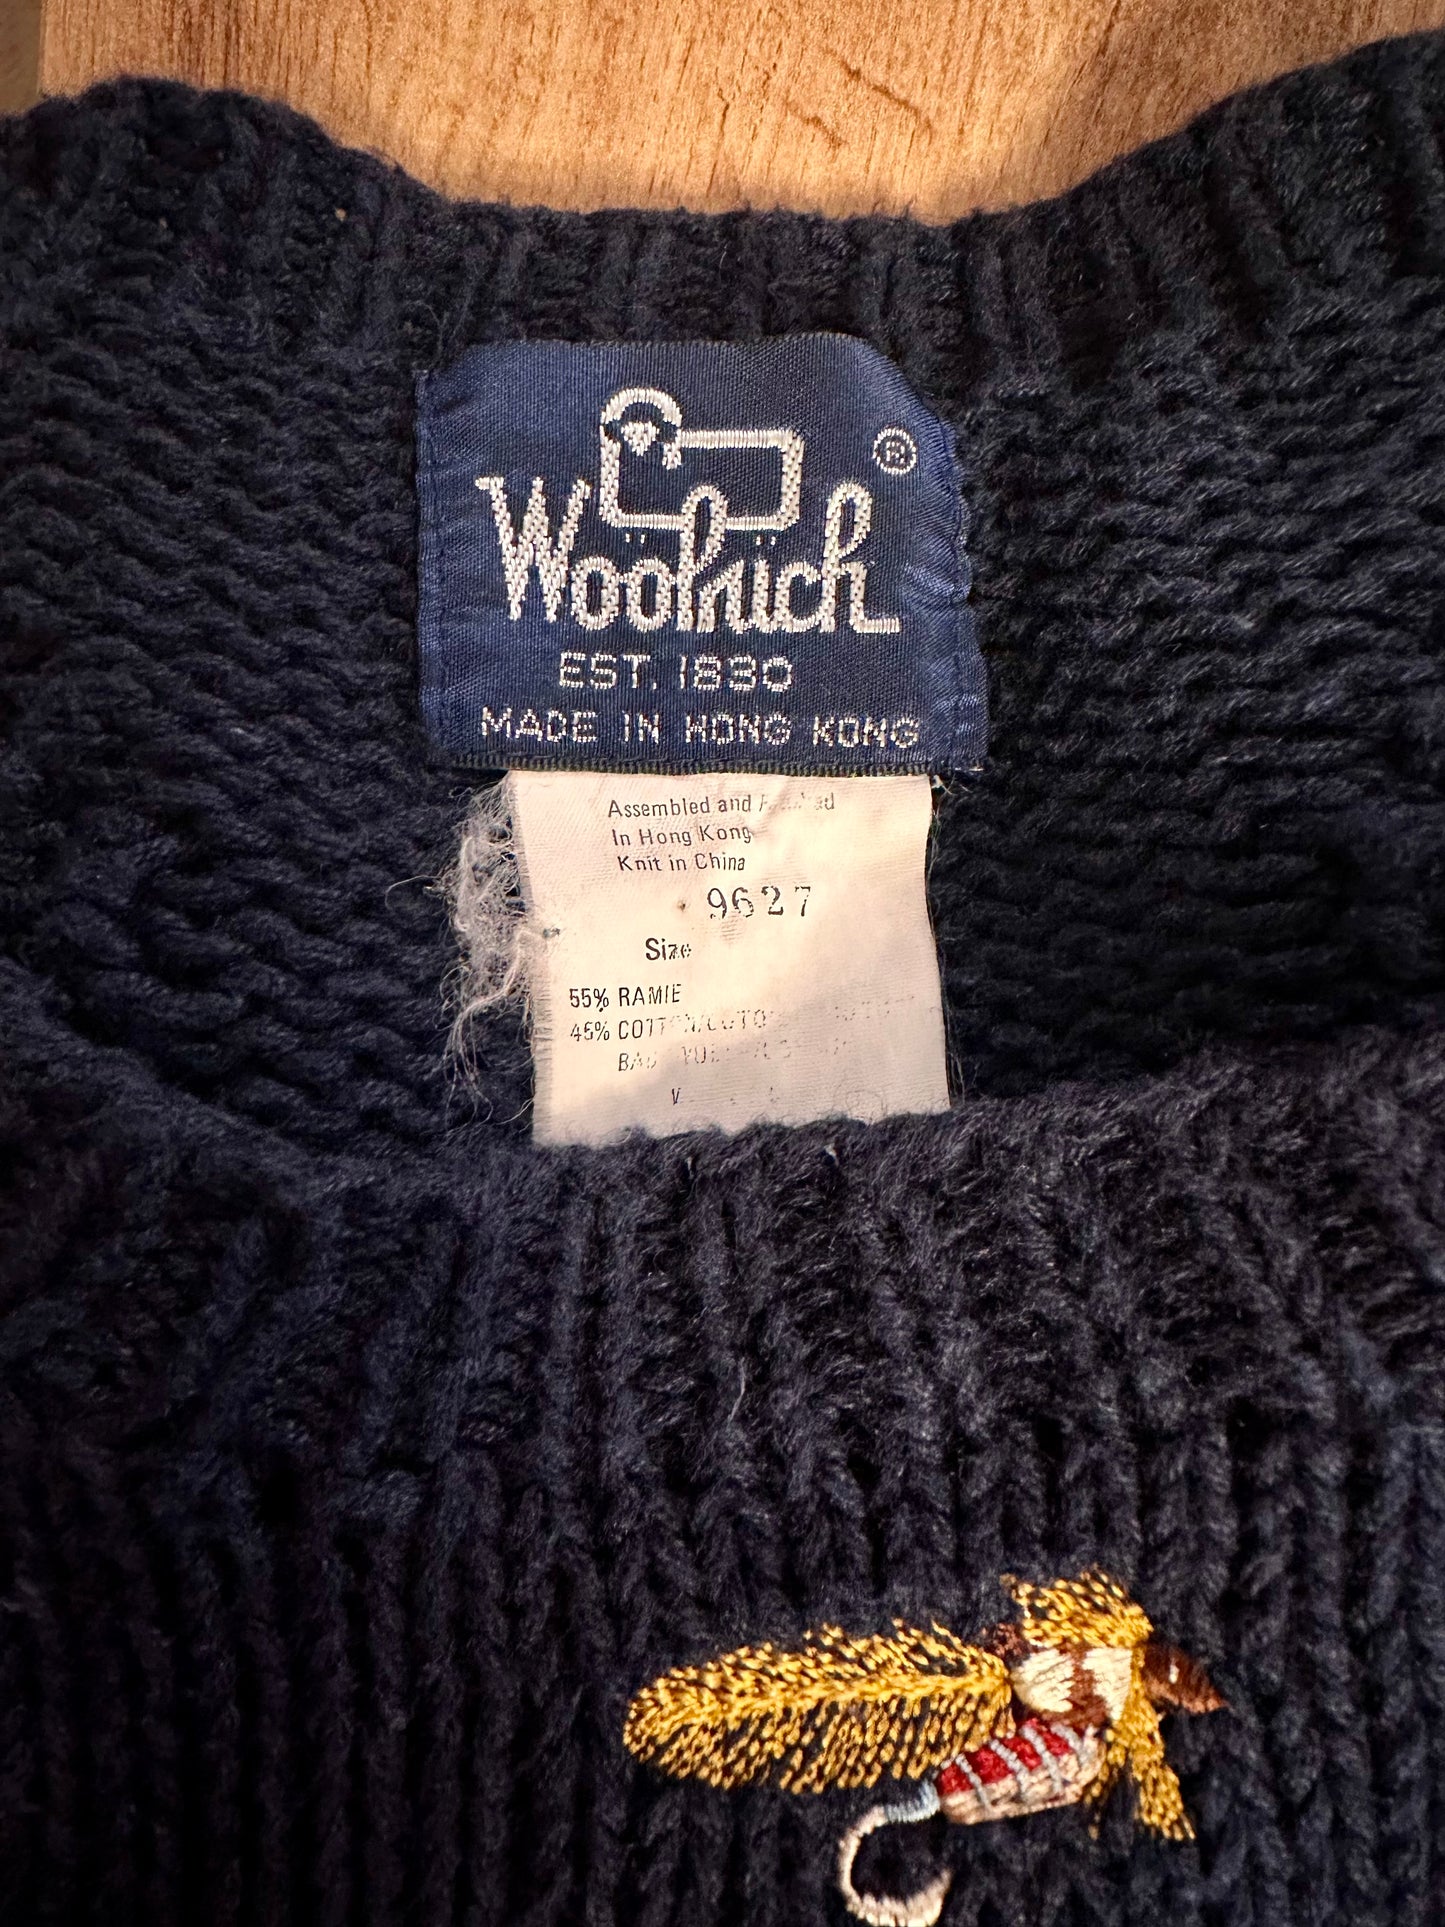 ®
Woolrich
EST. 1830
MADE IN HONG KONG
Assembled and
In Hong Kong
Knit in China
9627
Size
55% RAMIE
45%